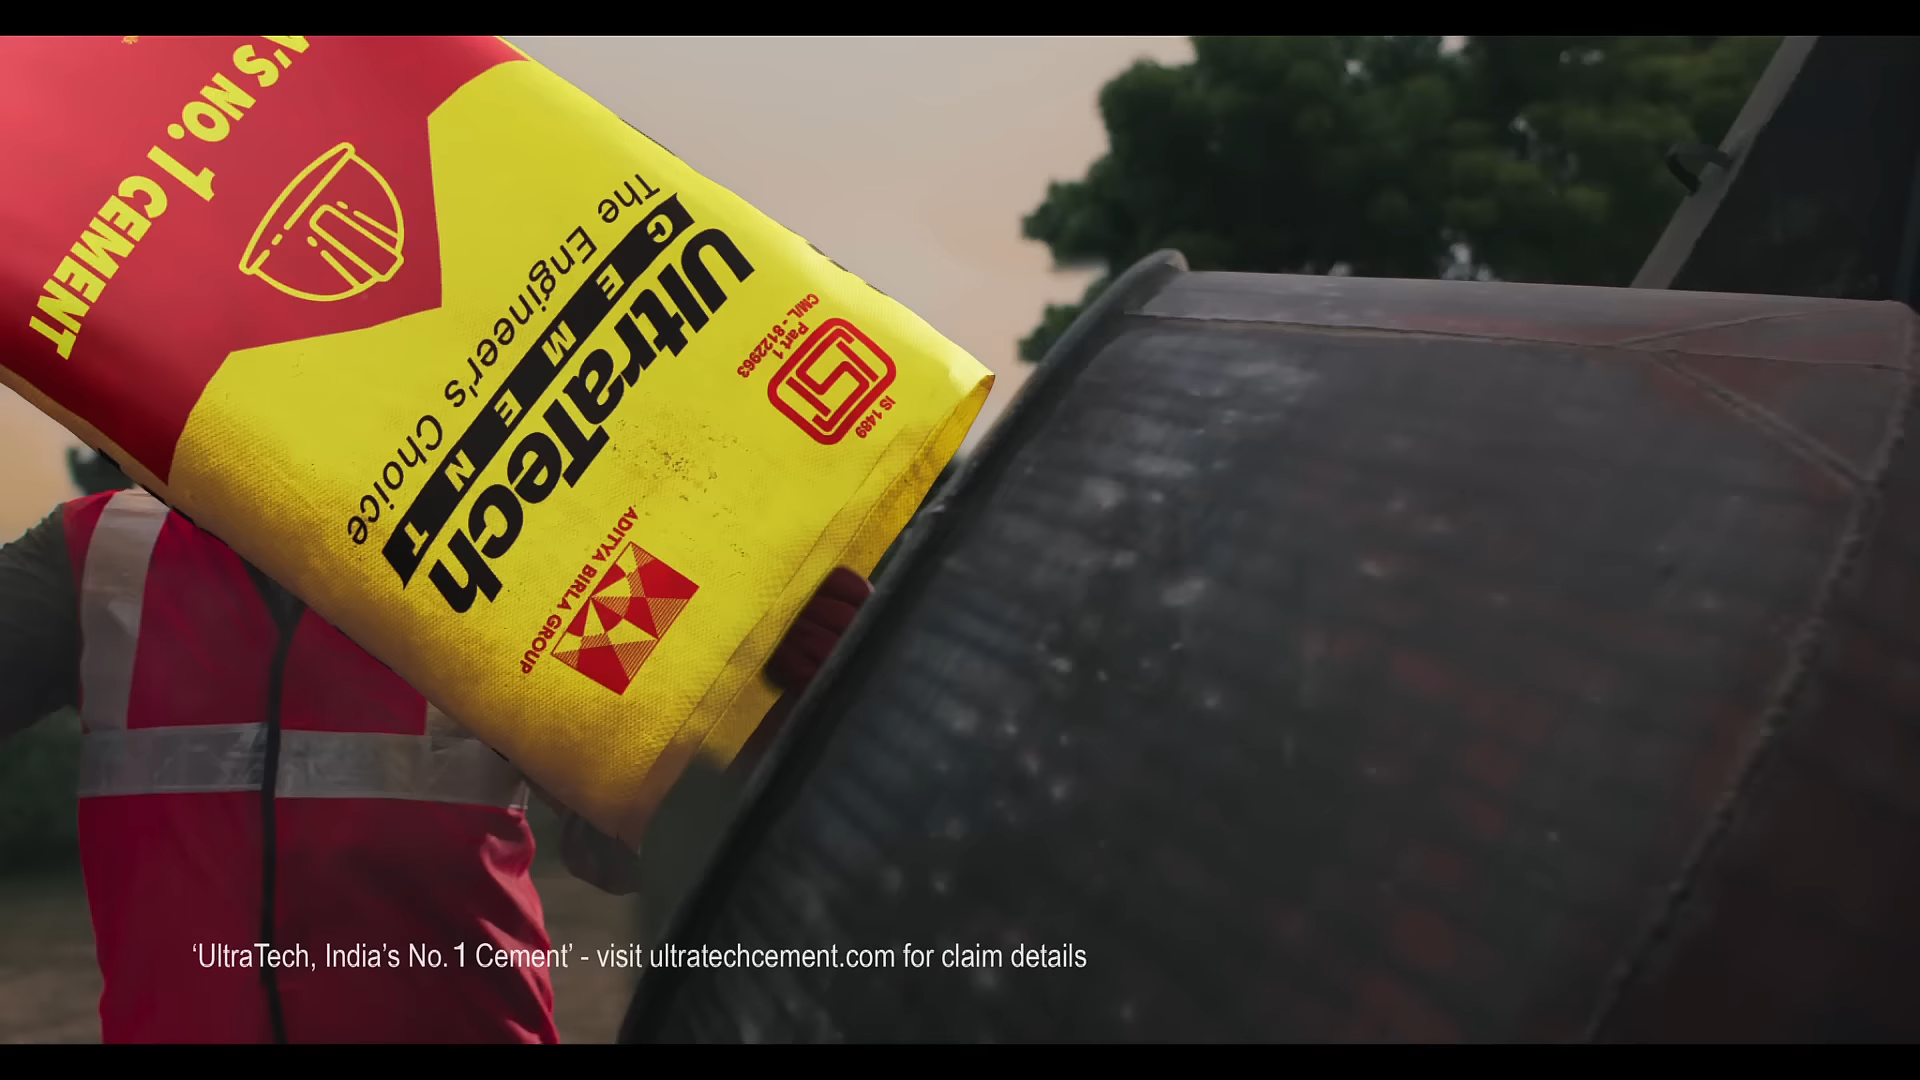 A'S NO. 1 CEMENT
The Engineer's Choice
CEMENT
UltraTech
CM/L - 8122963
Part 1
IS 1489
ADITYA BIRLA GROUP
'UltraTech, India's No. 1 Cement' - visit ultratechcement.com for claim details